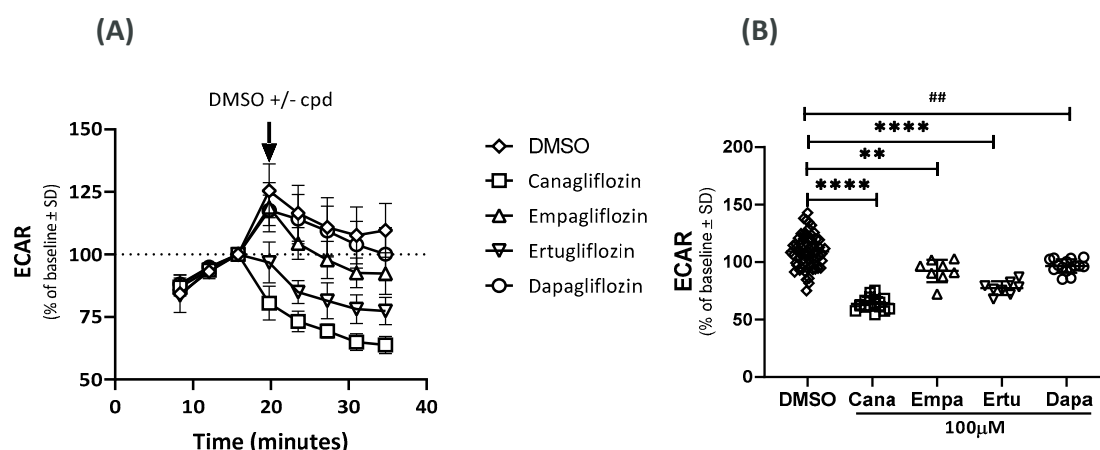 (A)
DMSO +/- cpd
150
125
100
75
50
0
10
20
30
40
ECAR
(% of baseline ± SD)
Time (minutes)
DMSO
Canagliflozin
Empagliflozin
Ertugliflozin
Dapagliflozin
(B)
##
****
**
****
200
150
100
50
0
ECAR
(% of baseline ± SD)
DMSO Cana Empa Ertu Dapa
100μM